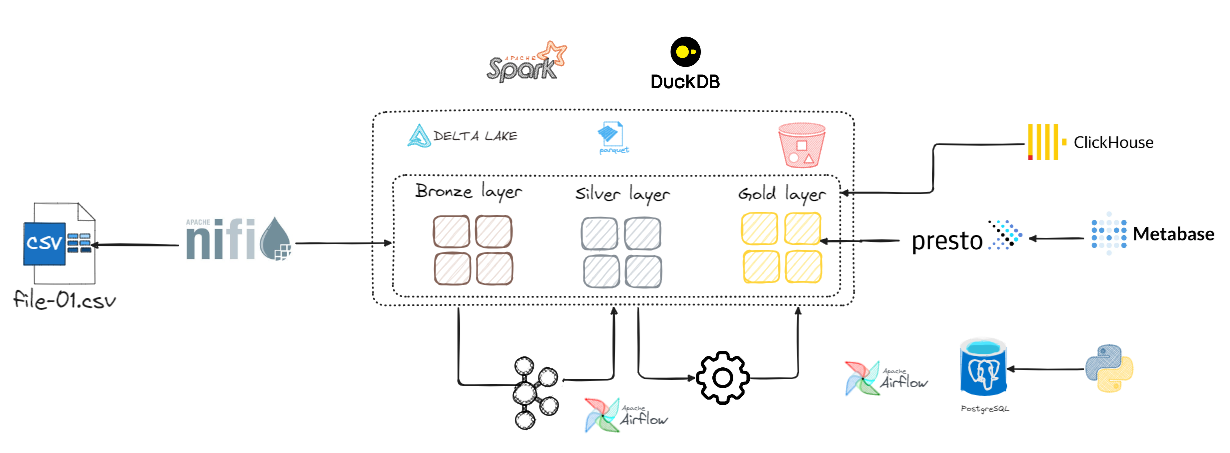 APACHE
Spark
DuckDB
DELTA LAKE
parquet
ClickHouse
Bronze layer
Silver layer
Gold layer
CSV
file-01.csv
APACHE
nifi
presto
Metabase
Apache
Airflow
Apache
Airflow
PostgreSQL